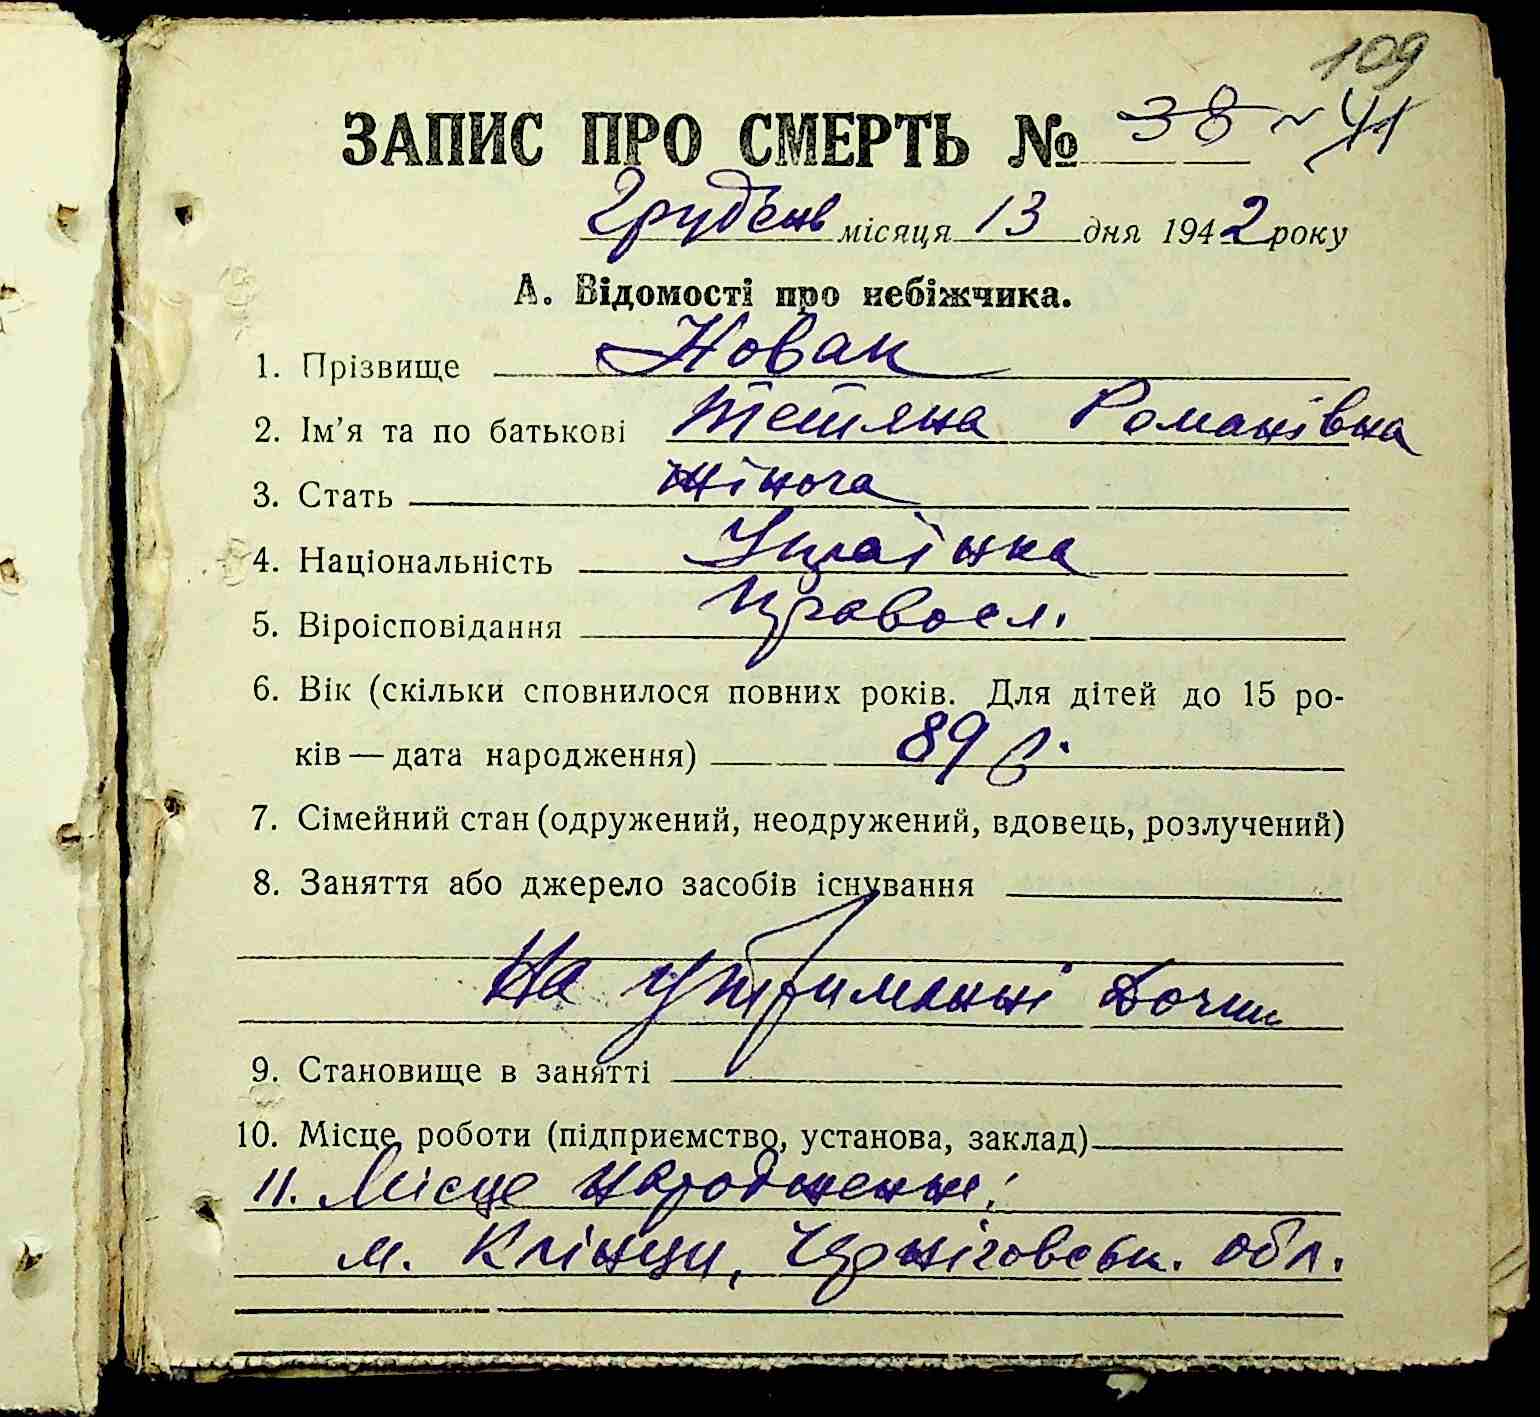 109
ЗАПИС ПРО СМЕРТЬ № 38 ~ 41
Грудень місяця 13 дня 1942 року
А. Відомості про небіжчика.
1. Прізвище Новак
2. Ім'я та по батькові Тетяна Романівна
3. Стать жіноча
4. Національність Українка
5. Віроісповідання правосл.
6. Вік (скільки сповнилося повних років. Для дітей до 15 ро-
ків — дата народження) 89 р.
7. Сімейний стан (одружений, неодружений, вдовець, розлучений)
8. Заняття або джерело засобів існування
На утриманні дочки
9. Становище в занятті
10. Місце роботи (підприємство, установа, заклад)
11. Місце народження:
м. Клінци, Черніговськ. обл.